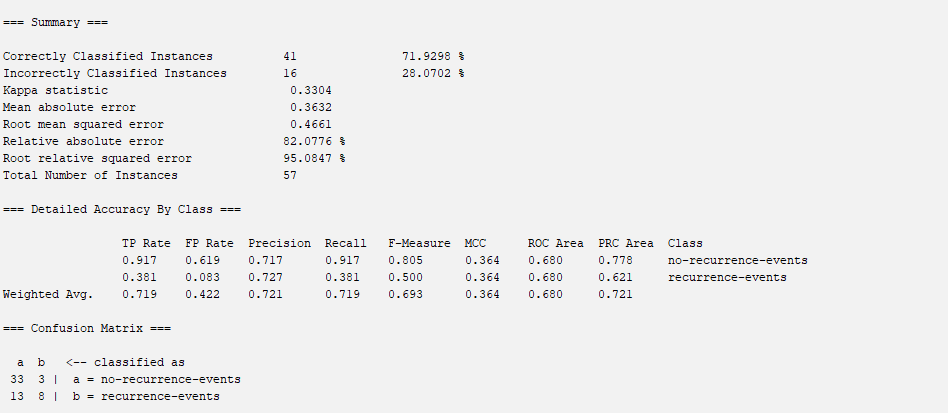 === Summary ===
Correctly Classified Instances 41 71.9298 %
Incorrectly Classified Instances 16 28.0702 %
Kappa statistic 0.3304
Mean absolute error 0.3632
Root mean squared error 0.4661
Relative absolute error 82.0776 %
Root relative squared error 95.0847 %
Total Number of Instances 57
=== Detailed Accuracy By Class ===
TP Rate FP Rate Precision Recall F-Measure MCC ROC Area PRC Area Class
0.917 0.619 0.717 0.917 0.805 0.364 0.680 0.778 no-recurrence-events
0.381 0.083 0.727 0.381 0.500 0.364 0.680 0.621 recurrence-events
Weighted Avg. 0.719 0.422 0.721 0.719 0.693 0.364 0.680 0.721
=== Confusion Matrix ===
a b <-- classified as
33 3 | a = no-recurrence-events
13 8 | b = recurrence-events